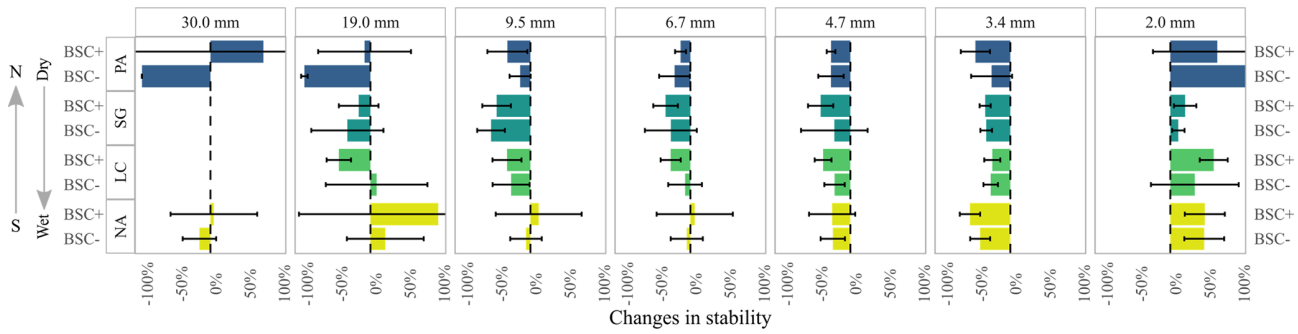 30.0 mm 19.0 mm 9.5 mm 6.7 mm 4.7 mm 3.4 mm 2.0 mm
N Dry PA BSC+ BSC+
BSC- BSC-
SG BSC+ BSC+
BSC- BSC-
LC BSC+ BSC+
BSC- BSC-
S Wet NA BSC+ BSC+
BSC- BSC-
-100% -50% 0% 50% 100% -100% -50% 0% 50% 100% -100% -50% 0% 50% 100% -100% -50% 0% 50% 100% -100% -50% 0% 50% 100% -100% -50% 0% 50% 100% -100% -50% 0% 50% 100%
Changes in stability